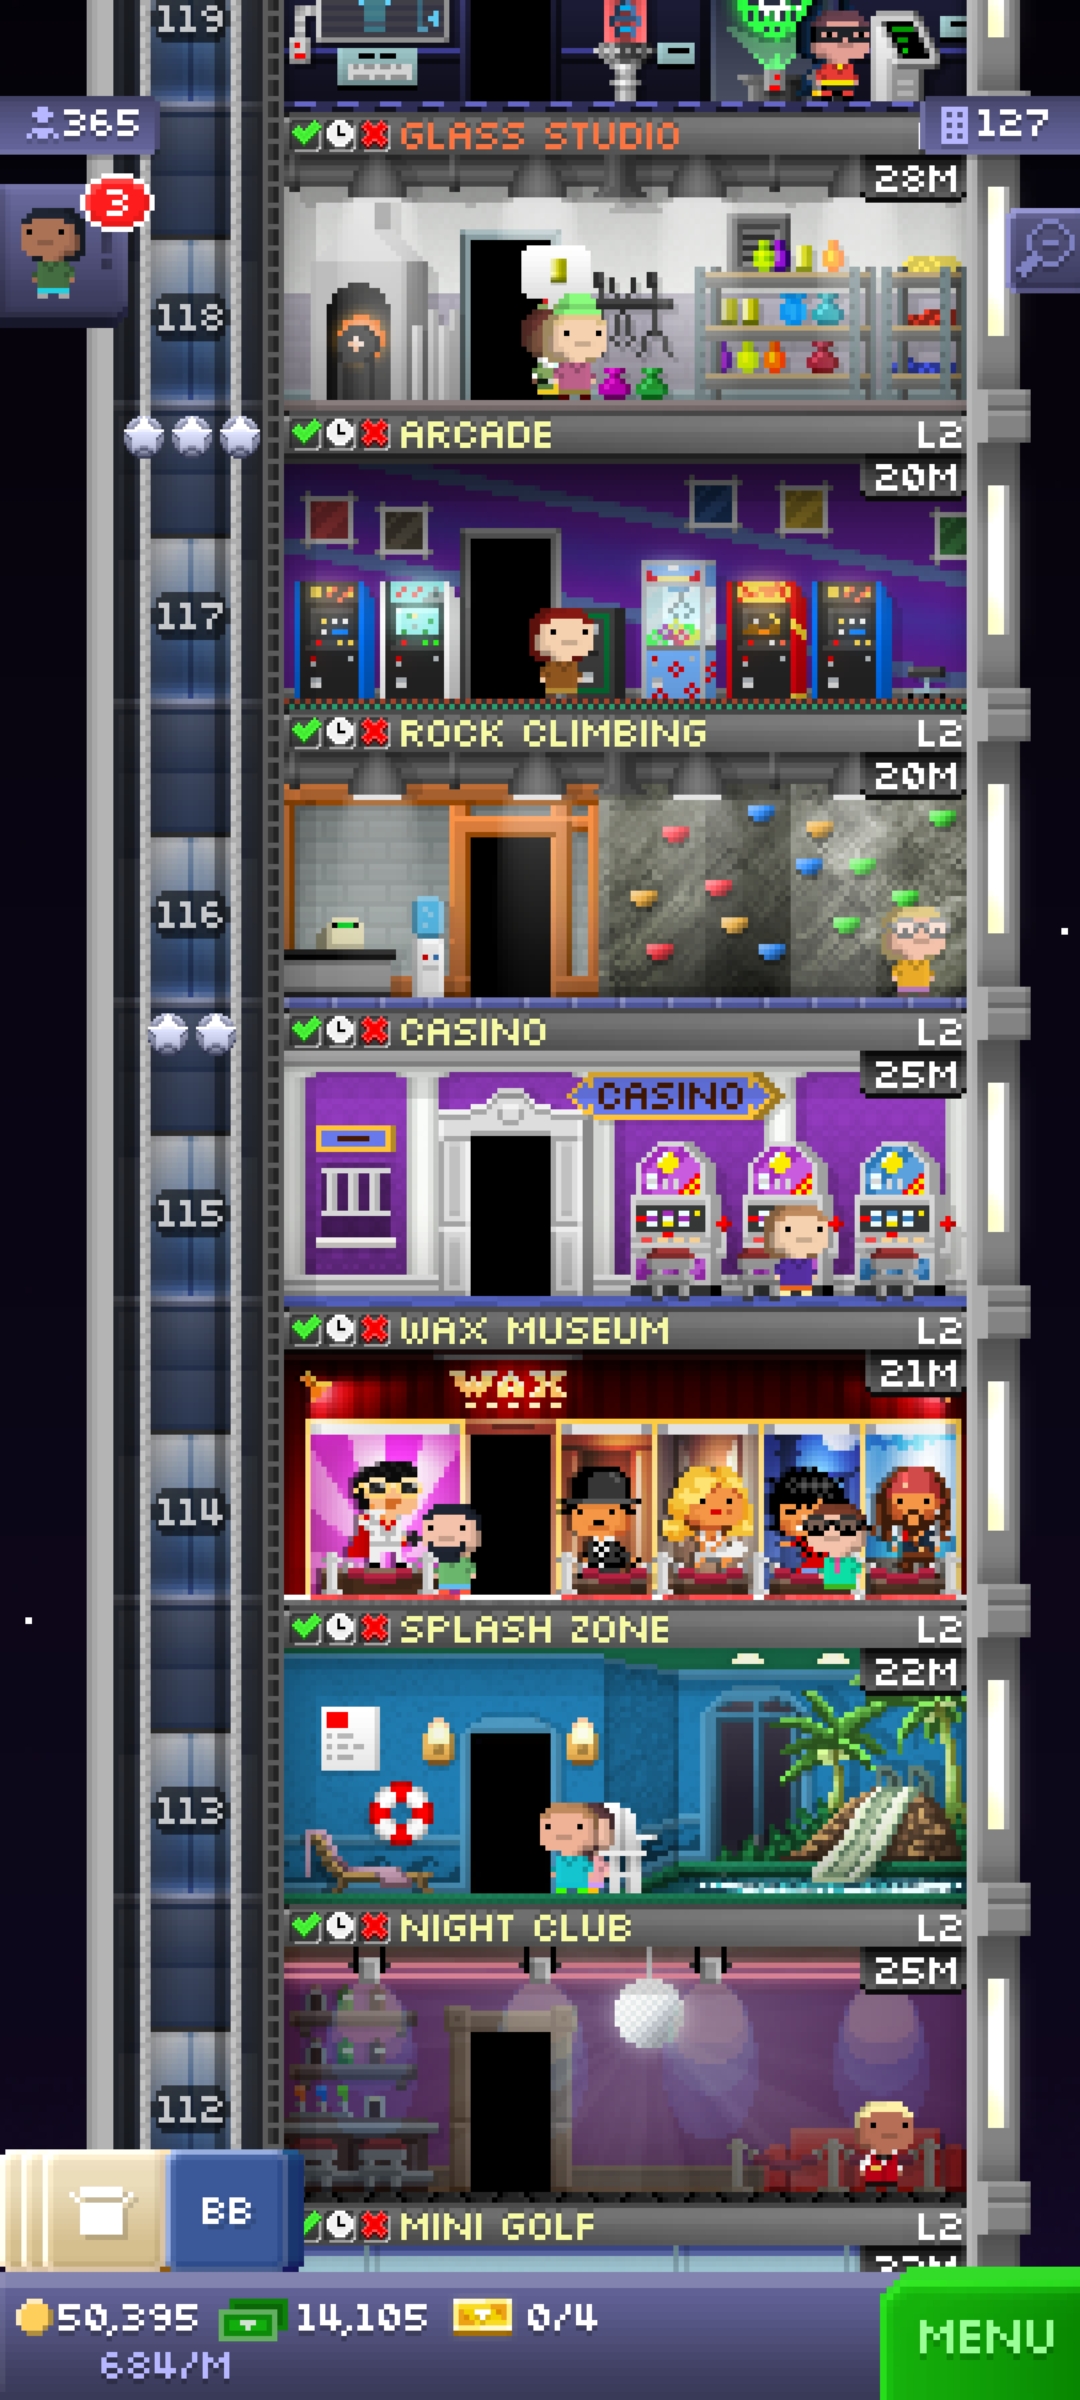 119
365
GLASS STUDIO
127
28M
3
118
ARCADE L2
20M
117
ROCK CLIMBING L2
20M
116
CASINO L2
25M
CASINO
115
WAX MUSEUM L2
21M
WAX
114
SPLASH ZONE L2
22M
113
NIGHT CLUB L2
25M
112
BB
MINI GOLF L2
50,395 14,105 0/4
684/M
MENU